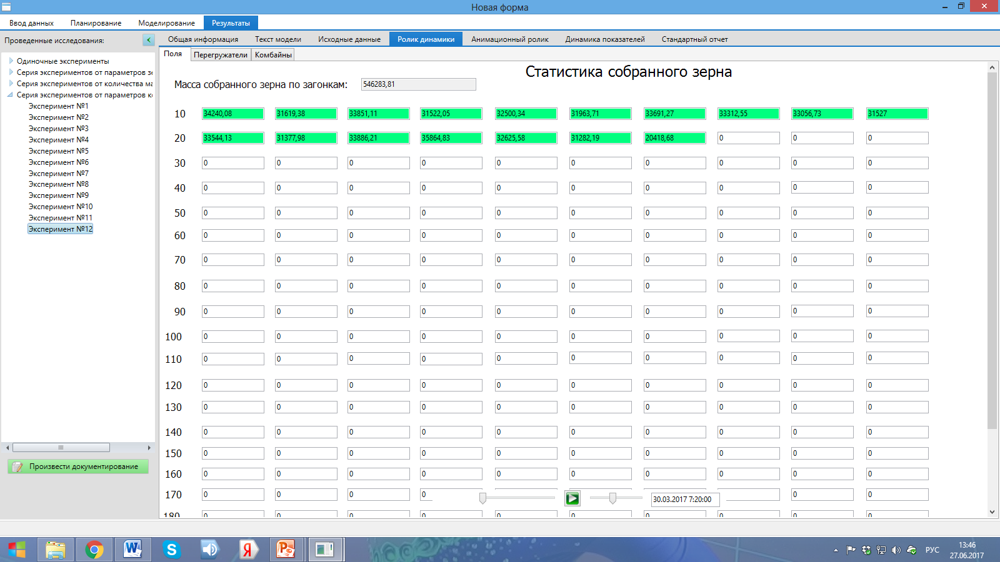 Новая форма
Ввод данных Планирование Моделирование Результаты
Проведенные исследования:
Общая информация Текст модели Исходные данные Ролик динамики Анимационный ролик Динамика показателей Стандартный отчет
Поля Перегружатели Комбайны
Одиночные эксперименты
Серия экспериментов от параметров зе
Серия экспериментов от количества ма
Серия экспериментов от параметров к
Эксперимент №1
Эксперимент №2
Эксперимент №3
Эксперимент №4
Эксперимент №5
Эксперимент №6
Эксперимент №7
Эксперимент №8
Эксперимент №9
Эксперимент №10
Эксперимент №11
Эксперимент №12
Произвести документирование
Статистика собранного зерна
Масса собранного зерна по загонкам: 546283,81
10 34240,08 31619,38 33851,11 31522,05 32500,34 31963,71 33691,27 33312,55 33056,73 31527
20 33544,13 31377,98 33886,21 35864,83 32625,58 31282,19 20418,68 0 0 0
30 0 0 0 0 0 0 0 0 0 0
40 0 0 0 0 0 0 0 0 0 0
50 0 0 0 0 0 0 0 0 0 0
60 0 0 0 0 0 0 0 0 0 0
70 0 0 0 0 0 0 0 0 0 0
80 0 0 0 0 0 0 0 0 0 0
90 0 0 0 0 0 0 0 0 0 0
100 0 0 0 0 0 0 0 0 0 0
110 0 0 0 0 0 0 0 0 0 0
120 0 0 0 0 0 0 0 0 0 0
130 0 0 0 0 0 0 0 0 0 0
140 0 0 0 0 0 0 0 0 0 0
150 0 0 0 0 0 0 0 0 0 0
160 0 0 0 0 0 0 0 0 0 0
170 0 0 0 0 0 0
30.03.2017 7:20:00
180 0 0 0 0 0 0 0 0 0 0
РУС
13:46
27.06.2017